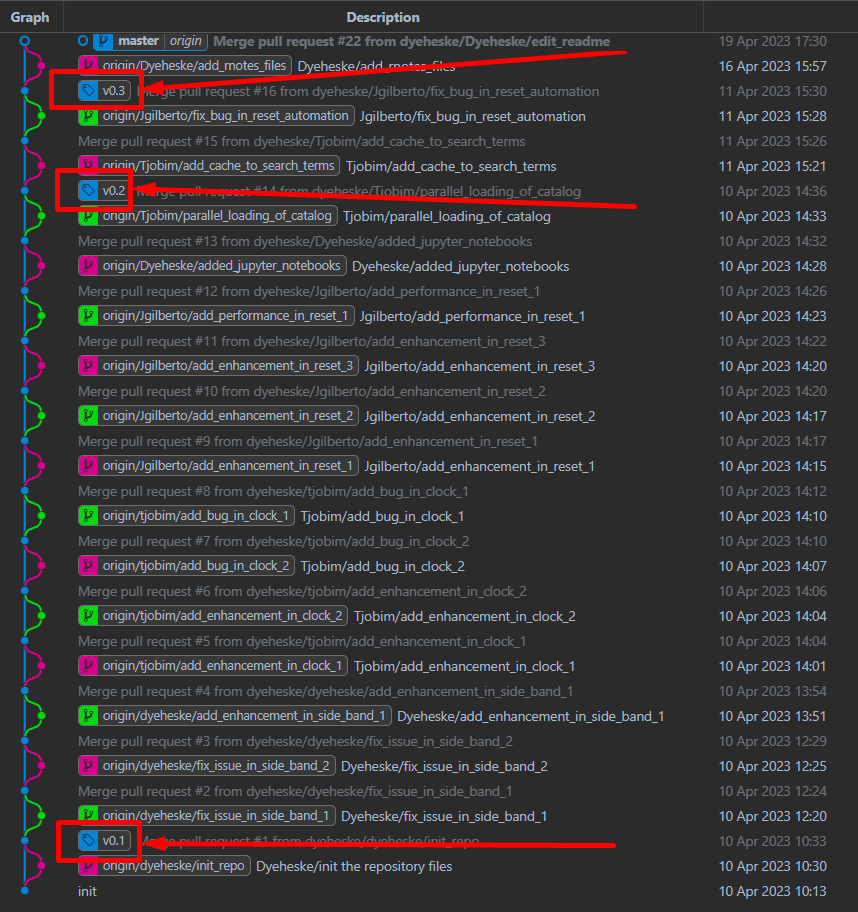 Graph Description
master origin Merge pull request #22 from dyeheske/Dyeheske/edit_readme 19 Apr 2023 17:30
origin/Dyeheske/add_rnotes_files Dyeheske/add_rnotes_files 16 Apr 2023 15:57
v0.3 Merge pull request #16 from dyeheske/Jgilberto/fix_bug_in_reset_automation 11 Apr 2023 15:30
origin/Jgilberto/fix_bug_in_reset_automation Jgilberto/fix_bug_in_reset_automation 11 Apr 2023 15:28
Merge pull request #15 from dyeheske/Tjobim/add_cache_to_search_terms 11 Apr 2023 15:26
origin/Tjobim/add_cache_to_search_terms Tjobim/add_cache_to_search_terms 11 Apr 2023 15:21
v0.2 Merge pull request #14 from dyeheske/Tjobim/parallel_loading_of_catalog 10 Apr 2023 14:36
origin/Tjobim/parallel_loading_of_catalog Tjobim/parallel_loading_of_catalog 10 Apr 2023 14:33
Merge pull request #13 from dyeheske/Dyeheske/added_jupyter_notebooks 10 Apr 2023 14:32
origin/Dyeheske/added_jupyter_notebooks Dyeheske/added_jupyter_notebooks 10 Apr 2023 14:28
Merge pull request #12 from dyeheske/Jgilberto/add_performance_in_reset_1 10 Apr 2023 14:26
origin/Jgilberto/add_performance_in_reset_1 Jgilberto/add_performance_in_reset_1 10 Apr 2023 14:23
Merge pull request #11 from dyeheske/Jgilberto/add_enhancement_in_reset_3 10 Apr 2023 14:22
origin/Jgilberto/add_enhancement_in_reset_3 Jgilberto/add_enhancement_in_reset_3 10 Apr 2023 14:20
Merge pull request #10 from dyeheske/Jgilberto/add_enhancement_in_reset_2 10 Apr 2023 14:20
origin/Jgilberto/add_enhancement_in_reset_2 Jgilberto/add_enhancement_in_reset_2 10 Apr 2023 14:17
Merge pull request #9 from dyeheske/Jgilberto/add_enhancement_in_reset_1 10 Apr 2023 14:17
origin/Jgilberto/add_enhancement_in_reset_1 Jgilberto/add_enhancement_in_reset_1 10 Apr 2023 14:15
Merge pull request #8 from dyeheske/tjobim/add_bug_in_clock_1 10 Apr 2023 14:12
origin/tjobim/add_bug_in_clock_1 Tjobim/add_bug_in_clock_1 10 Apr 2023 14:10
Merge pull request #7 from dyeheske/tjobim/add_bug_in_clock_2 10 Apr 2023 14:10
origin/tjobim/add_bug_in_clock_2 Tjobim/add_bug_in_clock_2 10 Apr 2023 14:07
Merge pull request #6 from dyeheske/tjobim/add_enhancement_in_clock_2 10 Apr 2023 14:06
origin/tjobim/add_enhancement_in_clock_2 Tjobim/add_enhancement_in_clock_2 10 Apr 2023 14:04
Merge pull request #5 from dyeheske/tjobim/add_enhancement_in_clock_1 10 Apr 2023 14:04
origin/tjobim/add_enhancement_in_clock_1 Tjobim/add_enhancement_in_clock_1 10 Apr 2023 14:01
Merge pull request #4 from dyeheske/dyeheske/add_enhancement_in_side_band_1 10 Apr 2023 13:54
origin/dyeheske/add_enhancement_in_side_band_1 Dyeheske/add_enhancement_in_side_band_1 10 Apr 2023 13:51
Merge pull request #3 from dyeheske/dyeheske/fix_issue_in_side_band_2 10 Apr 2023 12:29
origin/dyeheske/fix_issue_in_side_band_2 Dyeheske/fix_issue_in_side_band_2 10 Apr 2023 12:25
Merge pull request #2 from dyeheske/dyeheske/fix_issue_in_side_band_1 10 Apr 2023 12:24
origin/dyeheske/fix_issue_in_side_band_1 Dyeheske/fix_issue_in_side_band_1 10 Apr 2023 12:20
v0.1 Merge pull request #1 from dyeheske/dyeheske/init_repo 10 Apr 2023 10:33
origin/dyeheske/init_repo Dyeheske/init the repository files 10 Apr 2023 10:30
init 10 Apr 2023 10:13